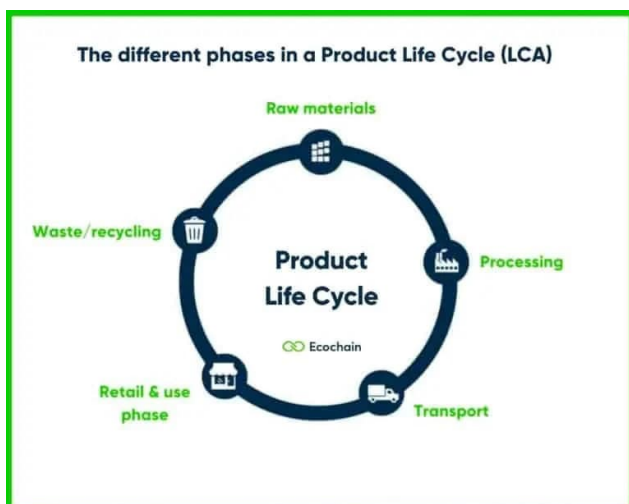 The different phases in a Product Life Cycle (LCA)
Raw materials
Waste/recycling
Processing
Product
Life Cycle
Ecochain
Retail & use
phase
Transport